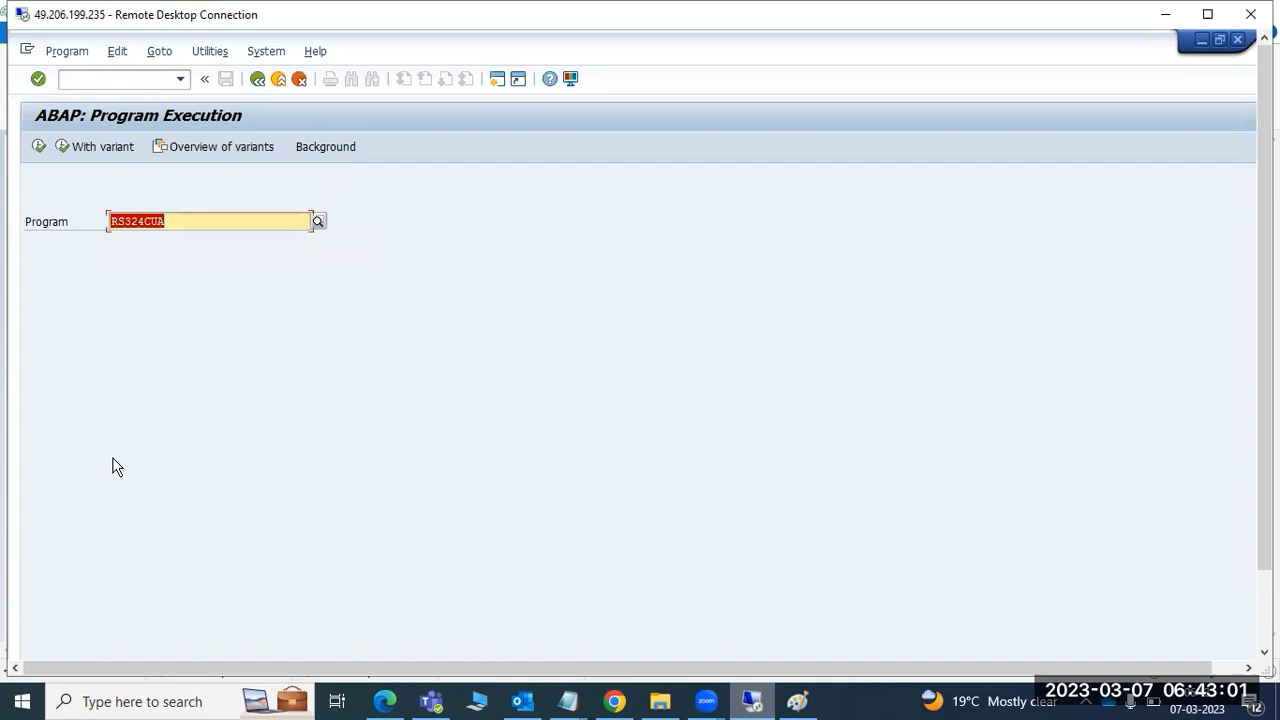 49.206.199.235 - Remote Desktop Connection
Program Edit Goto Utilities System Help
ABAP: Program Execution
With variant Overview of variants Background
Program RS324CUA
Type here to search
19°C Mostly clear
2023-03-07 06:43:01
07-03-2023
12